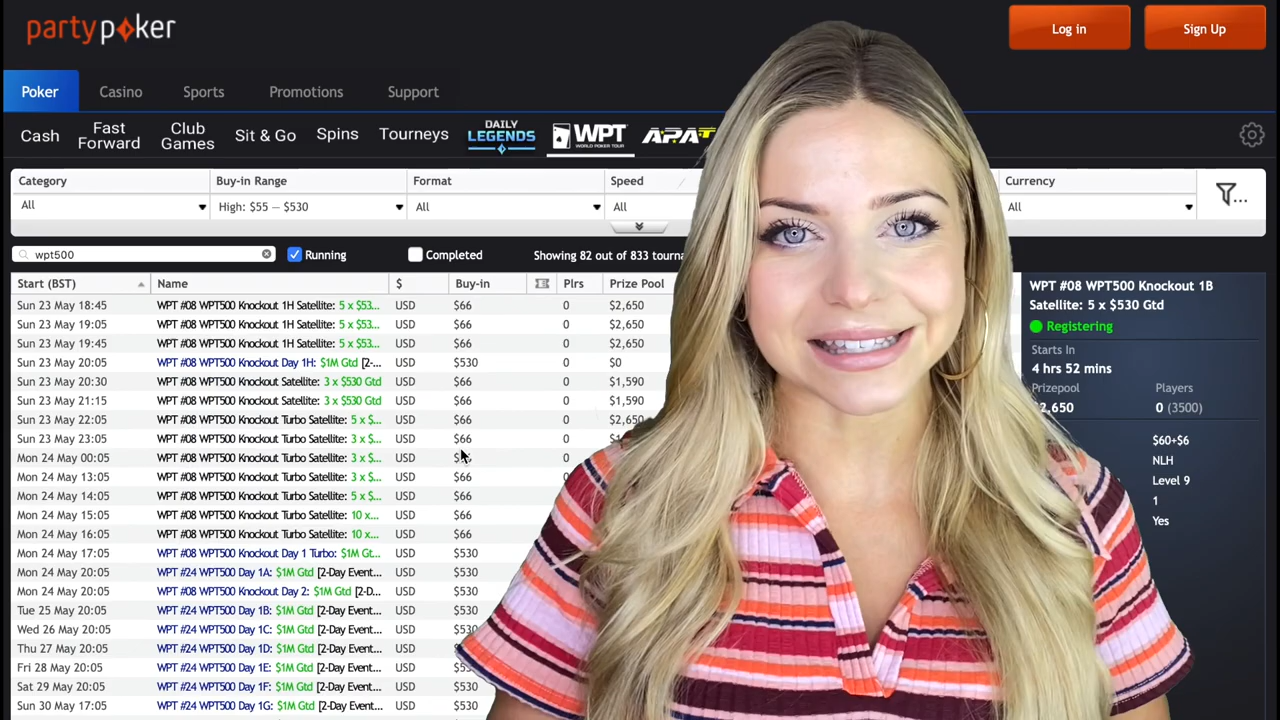 partypoker
Log in
Sign Up
Poker
Casino
Sports
Promotions
Support
Cash
Fast Forward
Club Games
Sit & Go
Spins
Tourneys
DAILY LEGENDS
WPT WORLD POKER TOUR
APAT
Category
Buy-in Range
Format
Speed
Currency
All
High: $55 – $530
All
All
All
wpt500
Running
Completed
Showing 82 out of 833 tourna
Start (BST) Name $ Buy-in Plrs Prize Pool
Sun 23 May 18:45 WPT #08 WPT500 Knockout 1H Satellite: 5 x $53... USD $66 0 $2,650
Sun 23 May 19:05 WPT #08 WPT500 Knockout 1H Satellite: 5 x $53... USD $66 0 $2,650
Sun 23 May 19:45 WPT #08 WPT500 Knockout 1H Satellite: 5 x $53... USD $66 0 $2,650
Sun 23 May 20:05 WPT #08 WPT500 Knockout Day 1H: $1M Gtd [2-... USD $530 0 $0
Sun 23 May 20:30 WPT #08 WPT500 Knockout Satellite: 3 x $530 Gtd USD $66 0 $1,590
Sun 23 May 21:15 WPT #08 WPT500 Knockout Satellite: 3 x $530 Gtd USD $66 0 $1,590
Sun 23 May 22:05 WPT #08 WPT500 Knockout Turbo Satellite: 5 x $... USD $66 0 $2,650
Sun 23 May 23:05 WPT #08 WPT500 Knockout Turbo Satellite: 3 x $... USD $66 0
Mon 24 May 00:05 WPT #08 WPT500 Knockout Turbo Satellite: 3 x $... USD 0
Mon 24 May 13:05 WPT #08 WPT500 Knockout Turbo Satellite: 3 x $... USD $66 0
Mon 24 May 14:05 WPT #08 WPT500 Knockout Turbo Satellite: 5 x $... USD $66
Mon 24 May 15:05 WPT #08 WPT500 Knockout Turbo Satellite: 10 x... USD $66
Mon 24 May 16:05 WPT #08 WPT500 Knockout Turbo Satellite: 10 x... USD $66
Mon 24 May 17:05 WPT #08 WPT500 Knockout Day 1 Turbo: $1M Gt... USD $530
Mon 24 May 20:05 WPT #24 WPT500 Day 1A: $1M Gtd [2-Day Event... USD $530
Mon 24 May 20:05 WPT #08 WPT500 Knockout Day 2: $1M Gtd [2-D... USD $530
Tue 25 May 20:05 WPT #24 WPT500 Day 1B: $1M Gtd [2-Day Event... USD $530
Wed 26 May 20:05 WPT #24 WPT500 Day 1C: $1M Gtd [2-Day Event... USD $530
Thu 27 May 20:05 WPT #24 WPT500 Day 1D: $1M Gtd [2-Day Event... USD
Fri 28 May 20:05 WPT #24 WPT500 Day 1E: $1M Gtd [2-Day Event... USD
Sat 29 May 20:05 WPT #24 WPT500 Day 1F: $1M Gtd [2-Day Event... USD $530
Sun 30 May 17:05 WPT #24 WPT500 Day 1G: $1M Gtd [2-Day Event... USD $530
WPT #08 WPT500 Knockout 1B
Satellite: 5 x $530 Gtd
Registering
Starts In
4 hrs 52 mins
Prizepool Players
2,650 0 (3500)
$60+$6
NLH
Level 9
1
Yes